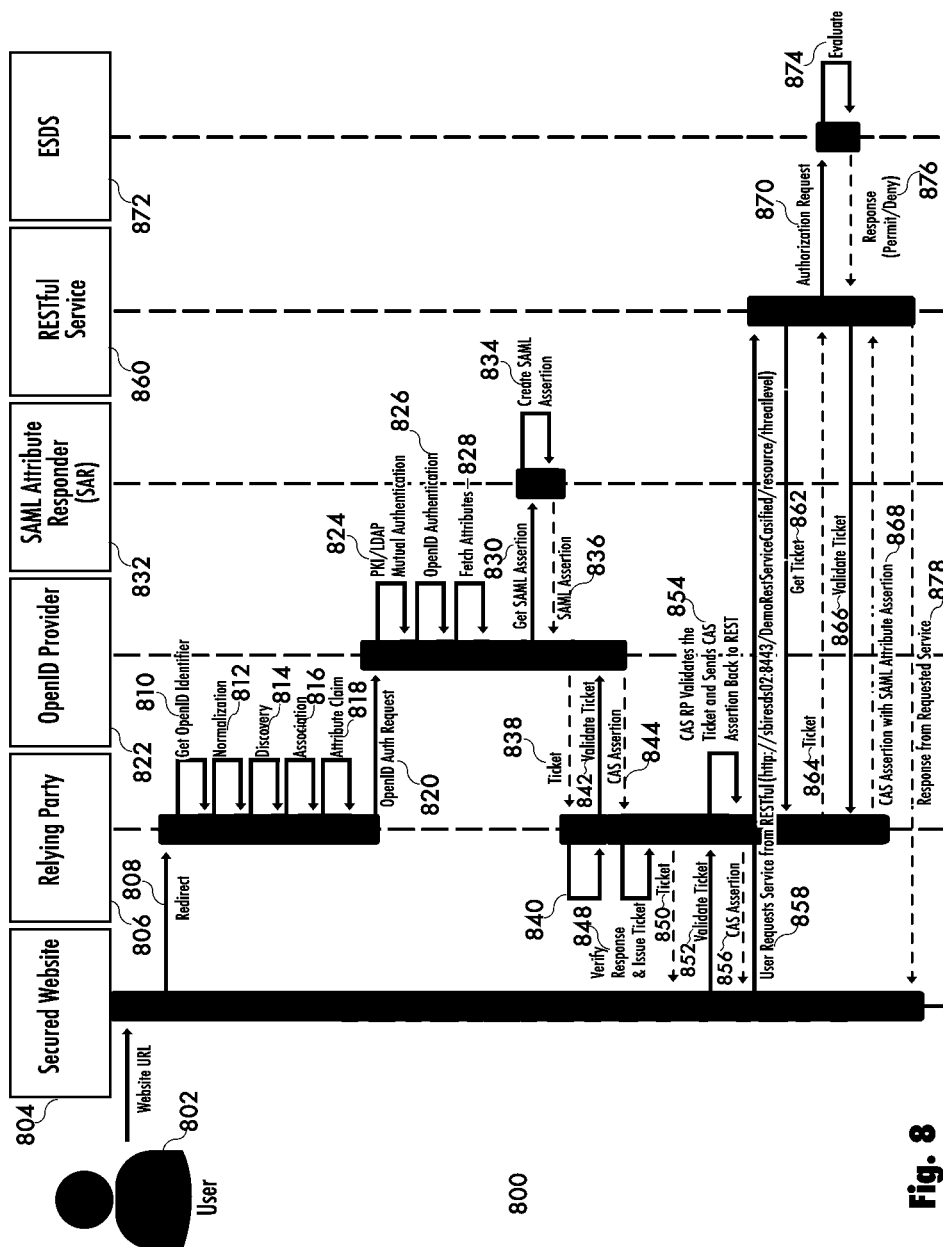 804
Secured Website
806
Relying Party
822
OpenID Provider
832
SAML Attribute
Responder
(SAR)
860
RESTful
Service
872
ESDS
802
User
Website URL
808
Redirect
810
Get OpenID Identifier
812
Normalization
814
Discovery
816
Association
818
Attribute Claim
OpenID Auth Request
820
824
PKI/LDAP
Mutual Authentication
826
OpenID Authentication
Fetch Attributes
828
830
Get SAML Assertion
834
Create SAML
Assertion
SAML Assertion
836
838
Ticket
840
842
Validate Ticket
CAS Assertion
844
848
Verify
Response
& Issue Ticket
850
Ticket
852
Validate Ticket
854
CAS RP Validates the
Ticket and Sends CAS
Assertion Back to REST
856
CAS Assertion
User Requests Service from RESTful(http://sbiresds02:8443/DemoRestServiceCasified/resource/threatlevel)
858
Get Ticket
862
864
Ticket
870
Authorization Request
874
Evaluate
Response
(Permit/Deny)
876
866
Validate Ticket
CAS Assertion with SAML Attribute Assertion
868
Response from Requested Service
878
800
Fig. 8